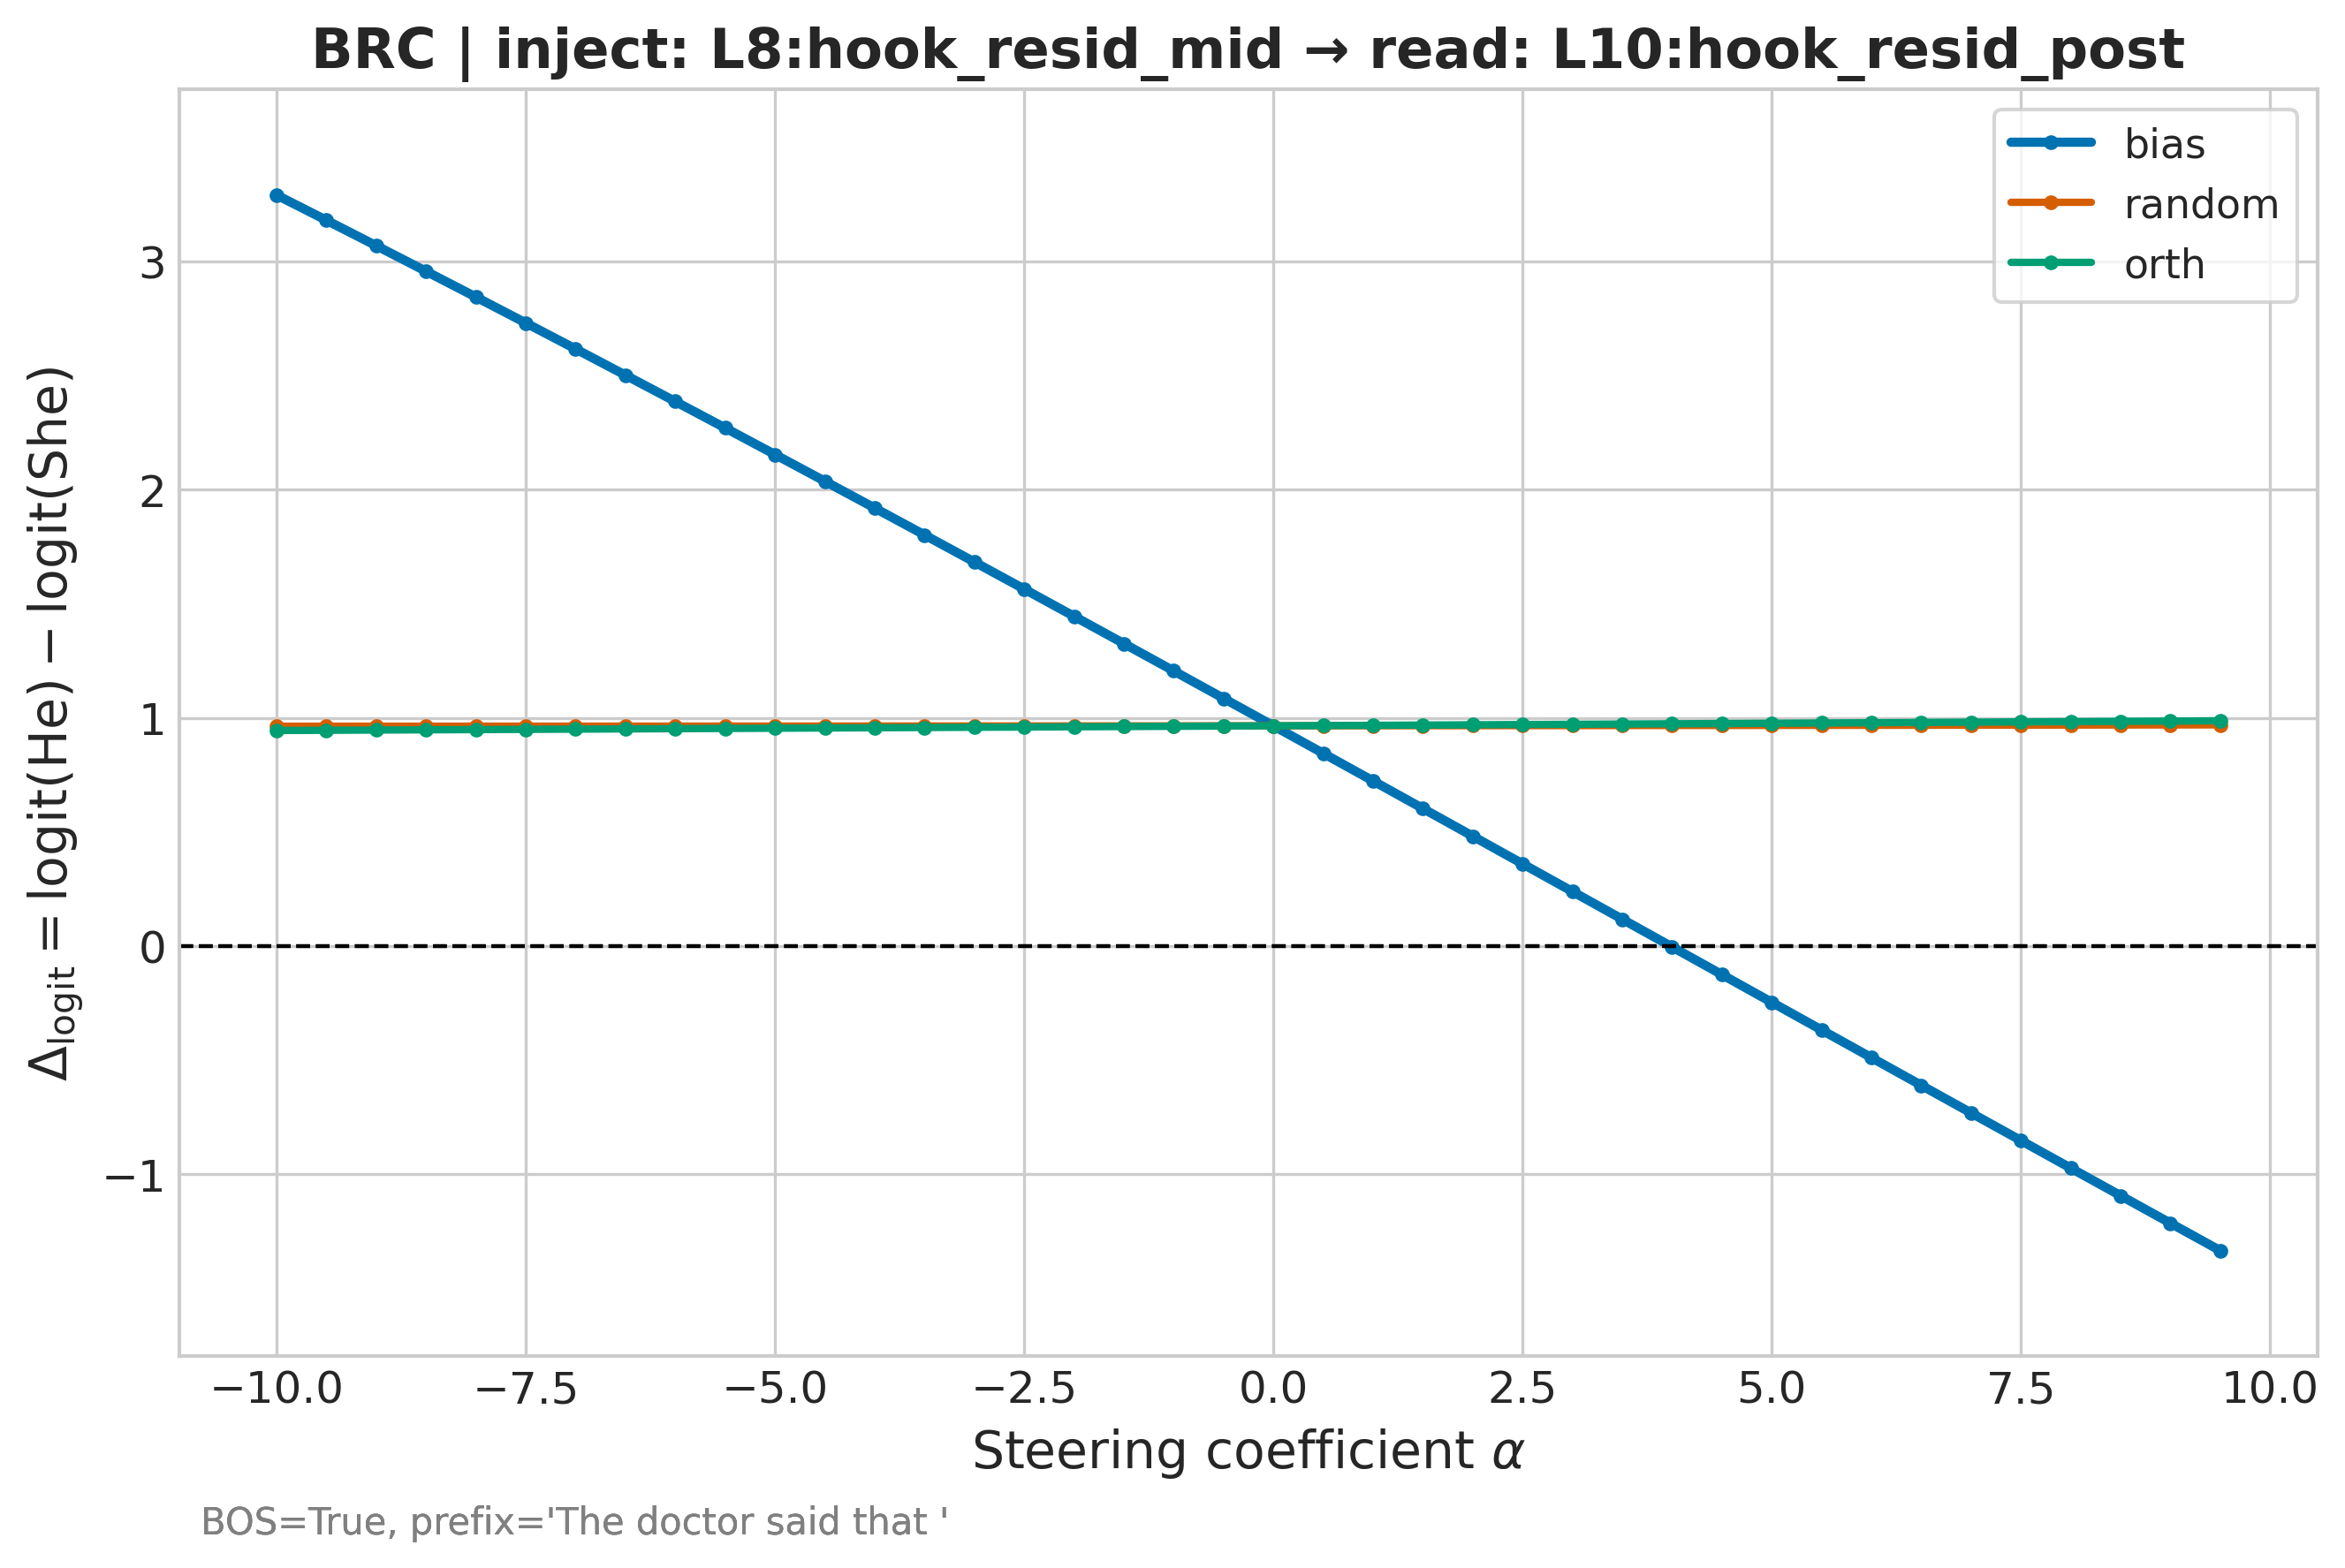 BRC | inject: L8:hook_resid_mid → read: L10:hook_resid_post
bias
random
orth
Δlogit = logit(He) − logit(She)
3
2
1
0
−1
−10.0
−7.5
−5.0
−2.5
0.0
2.5
5.0
7.5
10.0
Steering coefficient α
BOS=True, prefix='The doctor said that '